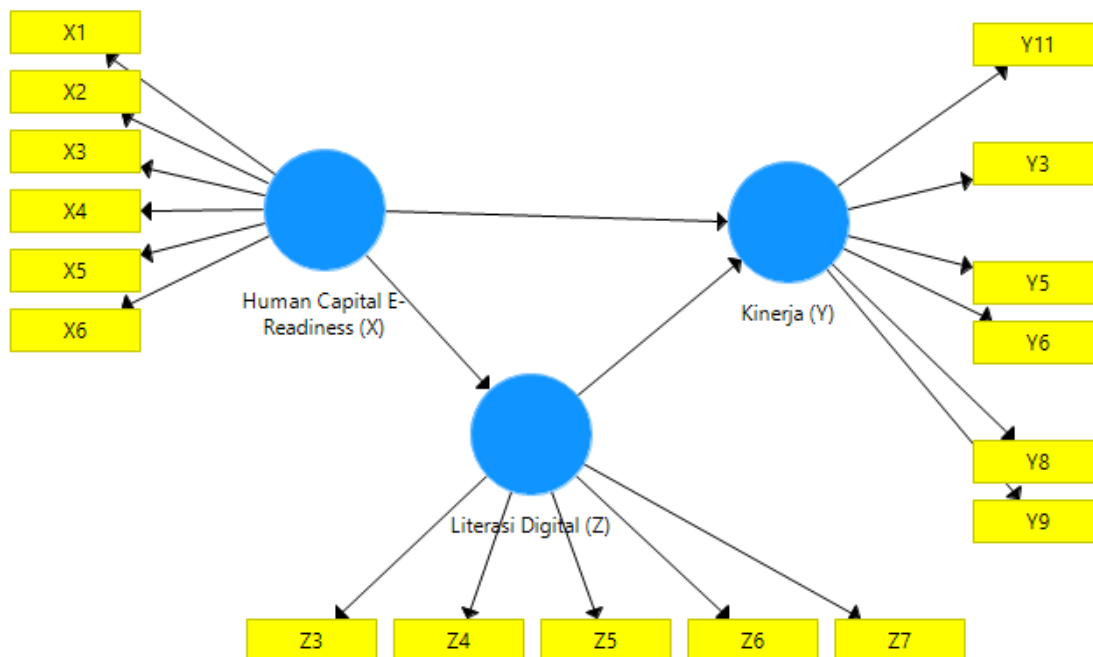 X1
X2
X3
X4
X5
X6
Human Capital E-
Readiness (X)
Literasi Digital (Z)
Kinerja (Y)
Y11
Y3
Y5
Y6
Y8
Y9
Z3
Z4
Z5
Z6
Z7